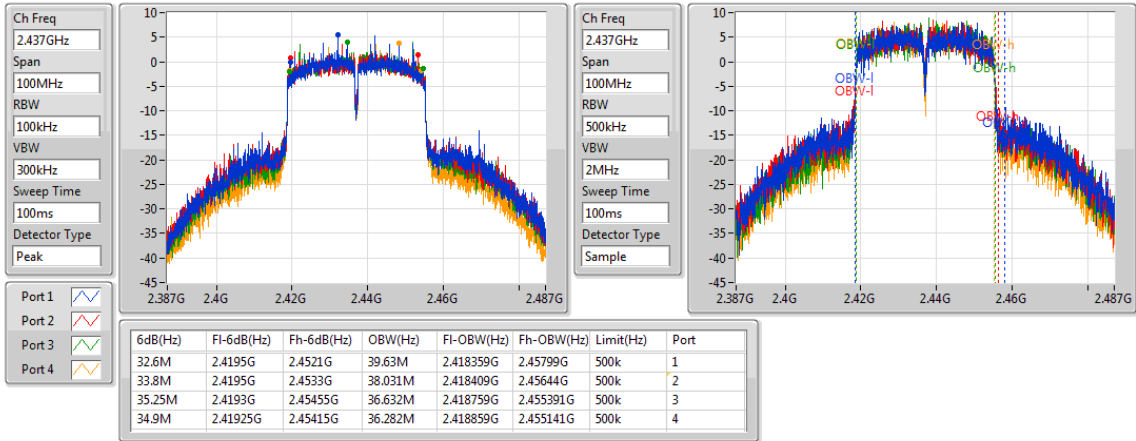 Ch Freq
2.437GHz
Span
100MHz
RBW
100kHz
VBW
300kHz
Sweep Time
100ms
Detector Type
Peak
10
5
0
-5
-10
-15
-20
-25
-30
-35
-40
-45
2.387G 2.4G 2.42G 2.44G 2.46G 2.487G
Ch Freq
2.437GHz
Span
100MHz
RBW
500kHz
VBW
2MHz
Sweep Time
100ms
Detector Type
Sample
10
5
0
-5
-10
-15
-20
-25
-30
-35
-40
-45
OBW-l
OBW-h
OBW-h
OBW-l
OBW-l
OBW-h
2.387G 2.42G 2.44G 2.46G 2.487G
Port 1
Port 2
Port 3
Port 4
6dB(Hz) Fl-6dB(Hz) Fh-6dB(Hz) OBW(Hz) Fl-OBW(Hz) Fh-OBW(Hz) Limit(Hz) Port
32.6M 2.4195G 2.4521G 39.63M 2.418359G 2.45799G 500k 1
33.8M 2.4195G 2.4533G 38.031M 2.418409G 2.45644G 500k 2
35.25M 2.4193G 2.45455G 36.632M 2.418759G 2.455391G 500k 3
34.9M 2.41925G 2.45415G 36.282M 2.418859G 2.455141G 500k 4